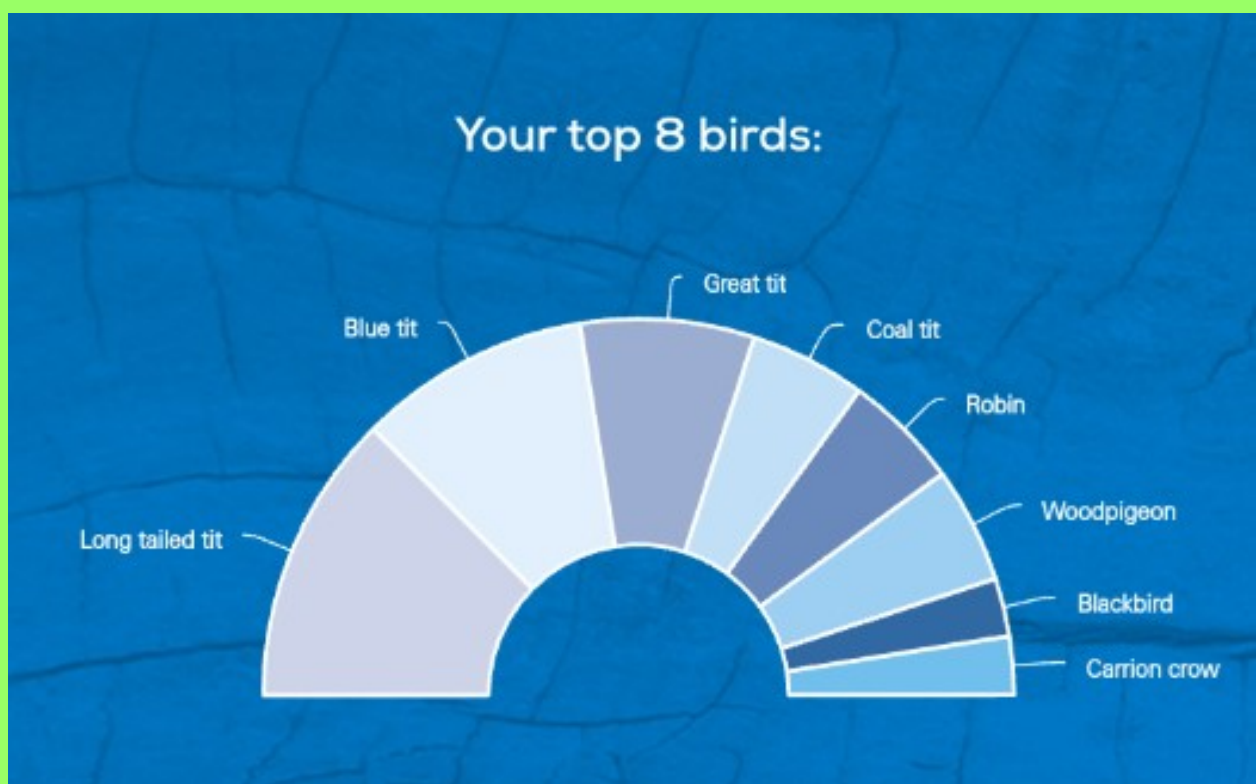 Your top 8 birds:
Great tit
Blue tit
Coal tit
Robin
Long tailed tit
Woodpigeon
Blackbird
Carrion crow